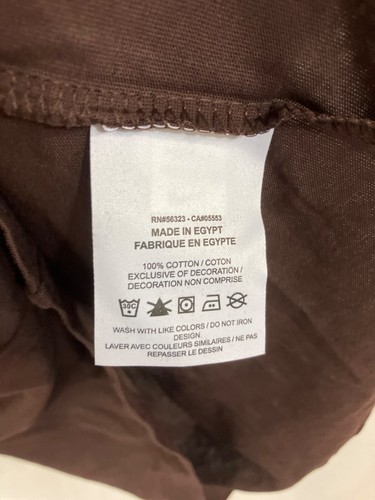 RN#56323 - CA#05553
MADE IN EGYPT
FABRIQUE EN EGYPTE
100% COTTON / COTON
EXCLUSIVE OF DECORATION /
DECORATION NON COMPRISE
WASH WITH LIKE COLORS / DO NOT IRON
DESIGN
LAVER AVEC COULEURS SIMILAIRES / NE PAS
REPASSER LE DESSIN